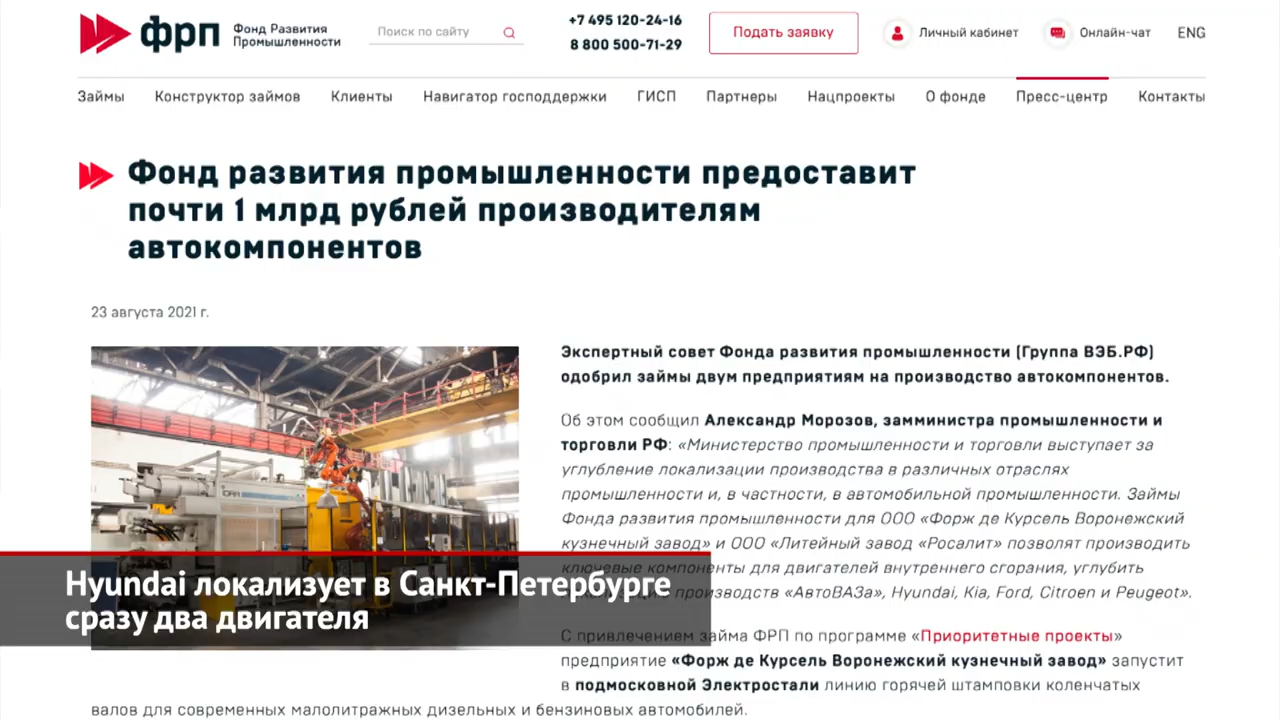 фрп
Фонд Развития
Промышленности
Поиск по сайту
+7 495 120-24-16
8 800 500-71-29
Подать заявку
Личный кабинет
Онлайн-чат
ENG
Займы Конструктор займов Клиенты Навигатор господдержки ГИСП Партнеры Нацпроекты О фонде Пресс-центр Контакты
Фонд развития промышленности предоставит
почти 1 млрд рублей производителям
автокомпонентов
23 августа 2021 г.
Экспертный совет Фонда развития промышленности (Группа ВЭБ.РФ)
одобрил займы двум предприятиям на производство автокомпонентов.
Об этом сообщил Александр Морозов, замминистра промышленности и
торговли РФ: «Министерство промышленности и торговли выступает за
углубление локализации производства в различных отраслях
промышленности и, в частности, в автомобильной промышленности. Займы
Фонда развития промышленности для ООО «Форж де Курсель Воронежский
кузнечный завод» и ООО «Литейный завод «Росалит» позволят производить
ключевые компоненты для двигателей внутреннего сгорания, углубить
производств «АвтоВАЗа», Hyundai, Kia, Ford, Citroen и Peugeot».
С привлечением займа ФРП по программе «Приоритетные проекты»
предприятие «Форж де Курсель Воронежский кузнечный завод» запустит
в подмосковной Электростали линию горячей штамповки коленчатых
валов для современных малолитражных дизельных и бензиновых автомобилей.
Hyundai локализует в Санкт-Петербурге
сразу два двигателя